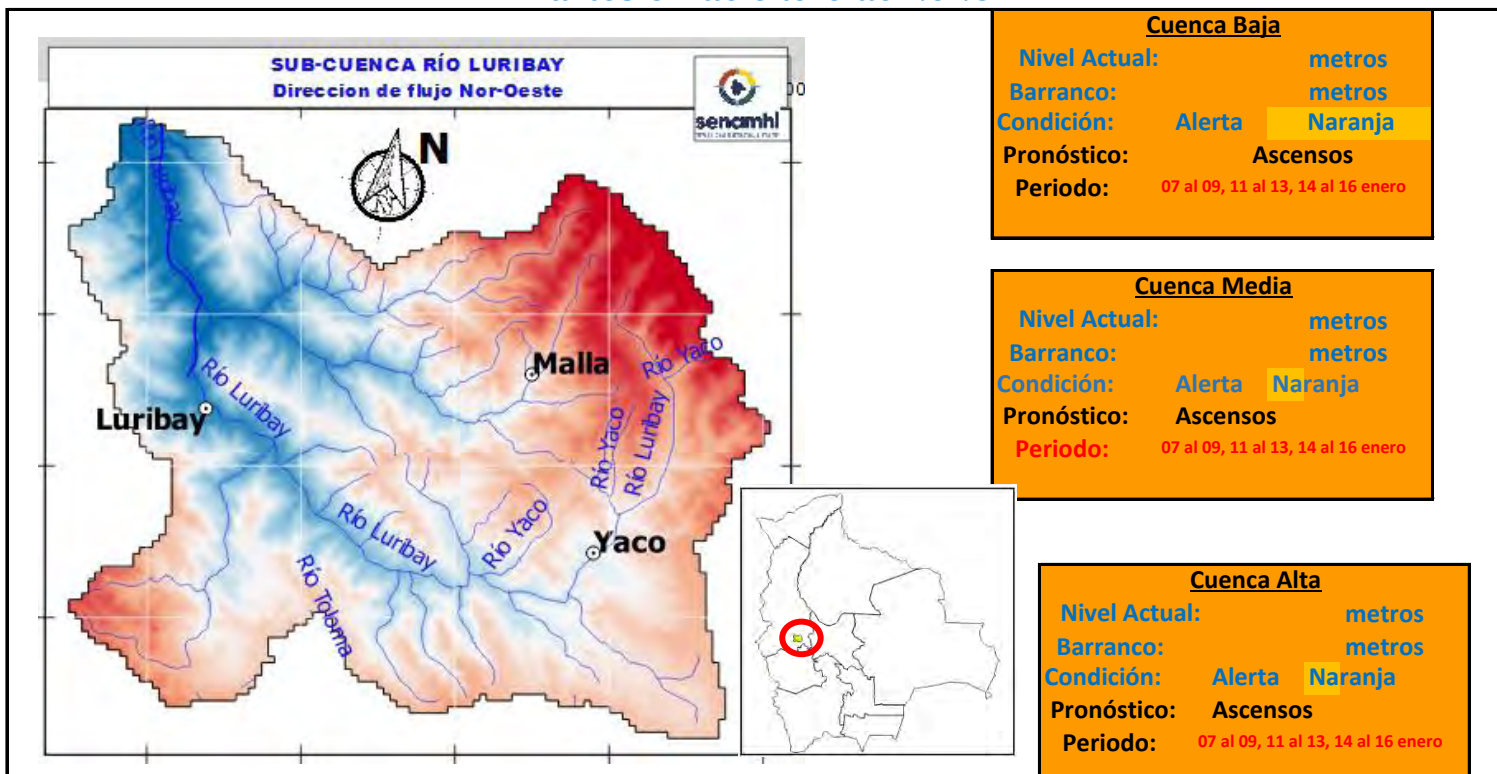 SUB-CUENCA RÍO LURIBAY
Direccion de flujo Nor-Oeste
senamhi
00
N
Río Luribay
Malla
Río Yaco
Luribay
Río Luribay
Río Yaco
Río Luribay
Río Luribay
Río Yaco
Yaco
Río Tolama
Cuenca Baja
Nivel Actual: metros
Barranco: metros
Condición: Alerta Naranja
Pronóstico: Ascensos
Periodo: 07 al 09, 11 al 13, 14 al 16 enero
Cuenca Media
Nivel Actual: metros
Barranco: metros
Condición: Alerta Naranja
Pronóstico: Ascensos
Periodo: 07 al 09, 11 al 13, 14 al 16 enero
Cuenca Alta
Nivel Actual: metros
Barranco: metros
Condición: Alerta Naranja
Pronóstico: Ascensos
Periodo: 07 al 09, 11 al 13, 14 al 16 enero